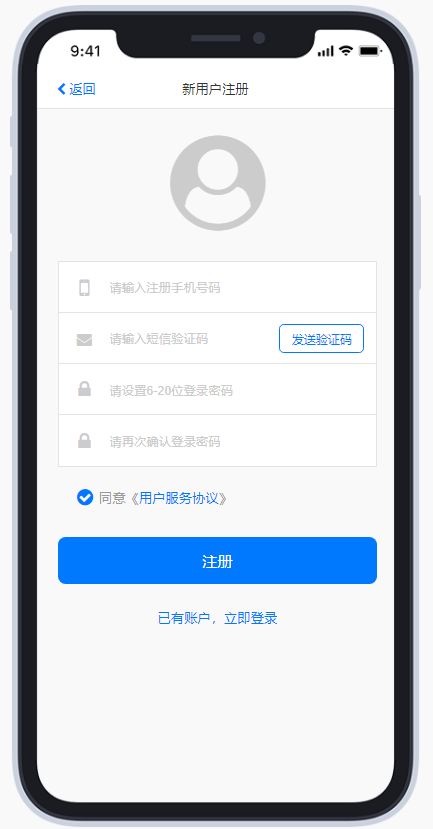 9:41
返回
新用户注册
请输入注册手机号码
请输入短信验证码
发送验证码
请设置6-20位登录密码
请再次确认登录密码
同意《用户服务协议》
注册
已有账户，立即登录